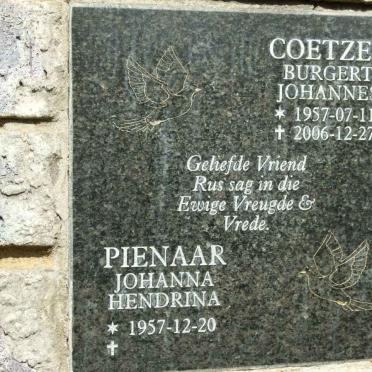 COETZE
BURGERT
JOHANNES
* 1957-07-11
† 2006-12-27
Geliefde Vriend
Rus sag in die
Ewige Vreugde &
Vrede.
PIENAAR
JOHANNA
HENDRINA
* 1957-12-20
†